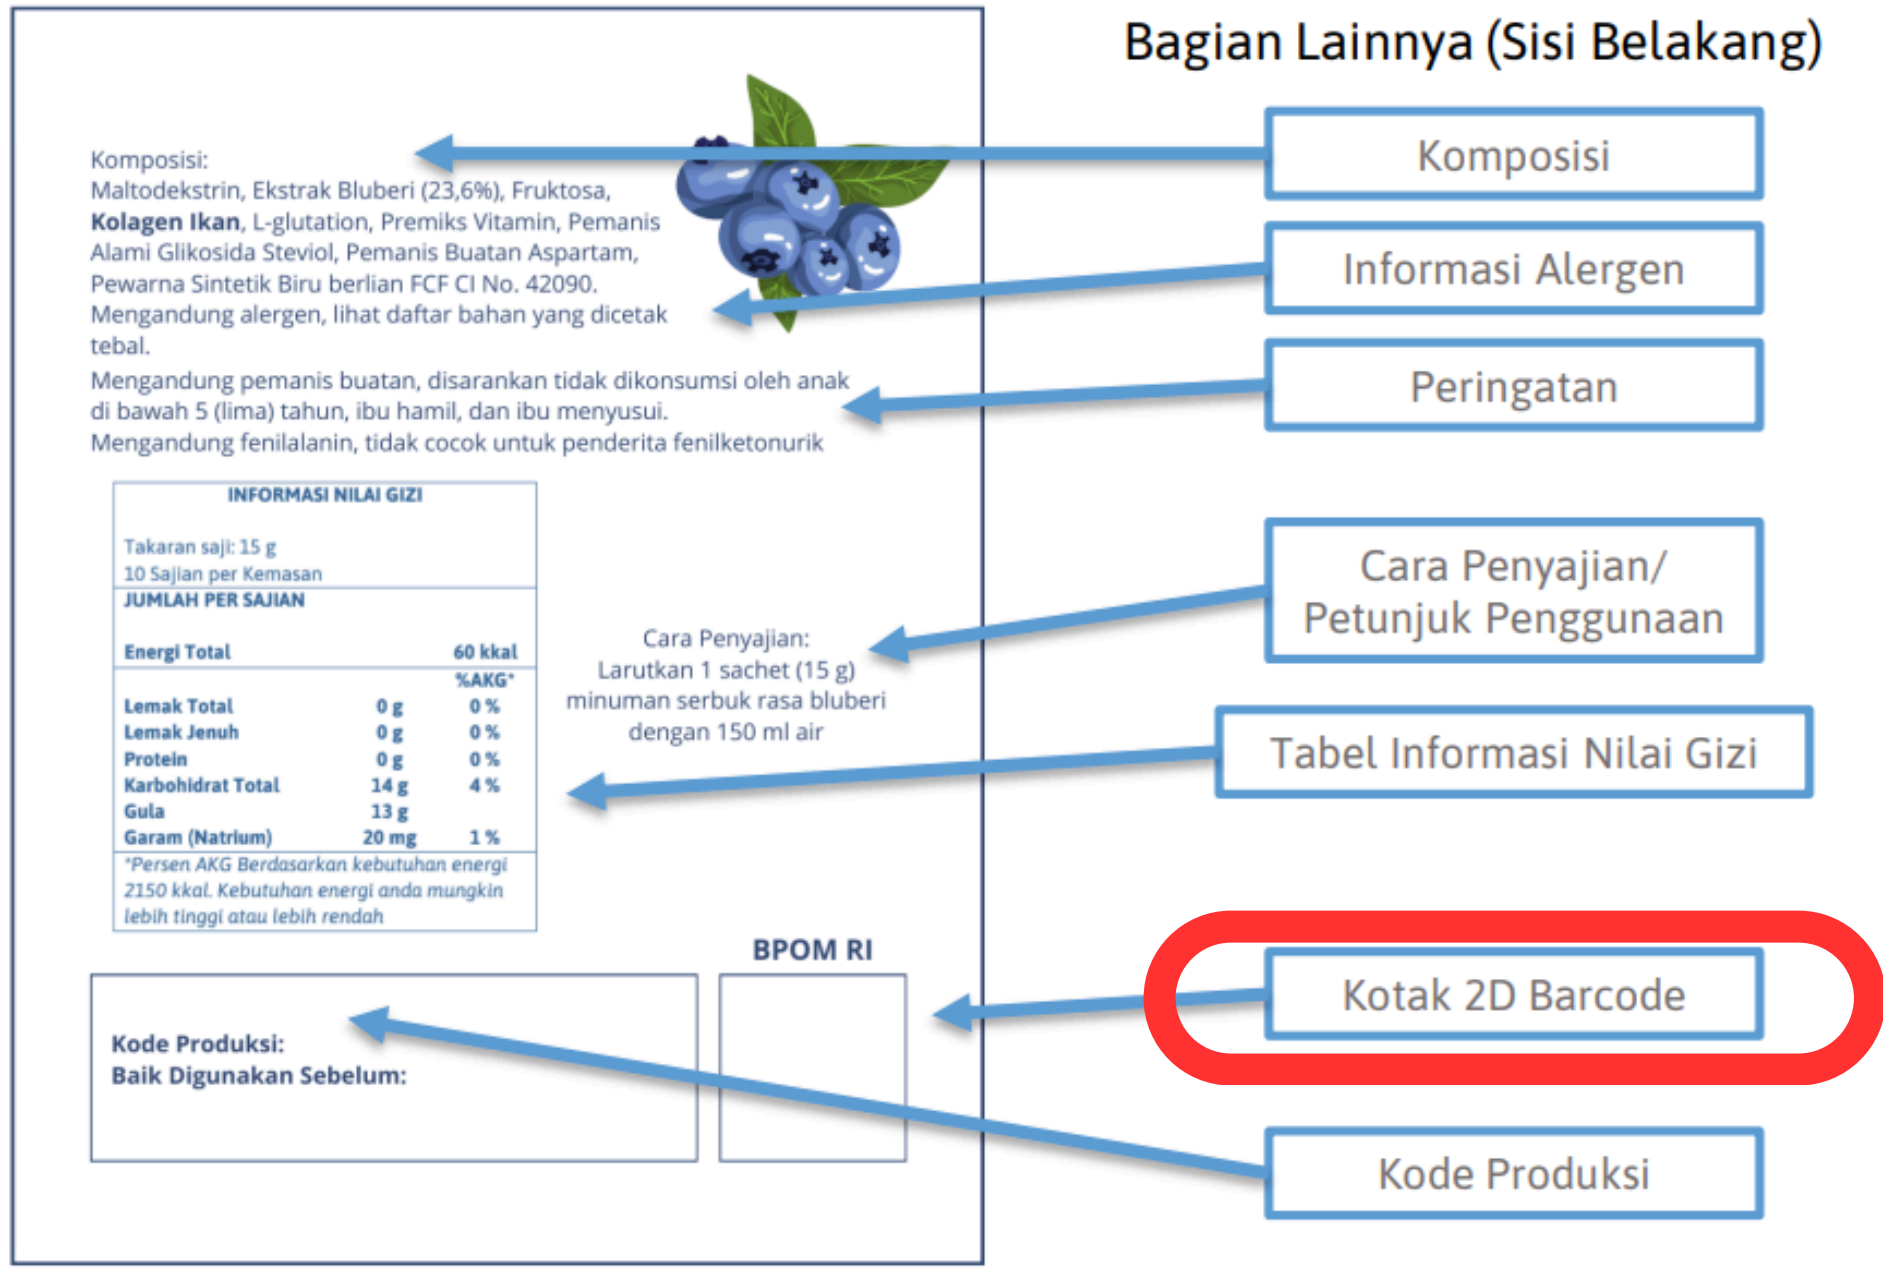 Bagian Lainnya (Sisi Belakang)
Komposisi:
Maltodekstrin, Ekstrak Bluberi (23,6%), Fruktosa,
Kolagen Ikan, L-glutation, Premiks Vitamin, Pemanis
Alami Glikosida Steviol, Pemanis Buatan Aspartam,
Pewarna Sintetik Biru berlian FCF CI No. 42090.
Mengandung alergen, lihat daftar bahan yang dicetak
tebal.
Mengandung pemanis buatan, disarankan tidak dikonsumsi oleh anak
di bawah 5 (lima) tahun, ibu hamil, dan ibu menyusui.
Mengandung fenilalanin, tidak cocok untuk penderita fenilketonurik
INFORMASI NILAI GIZI
Takaran saji: 15 g
10 Sajian per Kemasan
JUMLAH PER SAJIAN
Energi Total 60 kkal
%AKG*
Lemak Total 0 g 0 %
Lemak Jenuh 0 g 0 %
Protein 0 g 0 %
Karbohidrat Total 14 g 4 %
Gula 13 g
Garam (Natrium) 20 mg 1 %
*Persen AKG Berdasarkan kebutuhan energi
2150 kkal. Kebutuhan energi anda mungkin
lebih tinggi atau lebih rendah
Cara Penyajian:
Larutkan 1 sachet (15 g)
minuman serbuk rasa bluberi
dengan 150 ml air
BPOM RI
Kode Produksi:
Baik Digunakan Sebelum:
Komposisi
Informasi Alergen
Peringatan
Cara Penyajian/
Petunjuk Penggunaan
Tabel Informasi Nilai Gizi
Kotak 2D Barcode
Kode Produksi